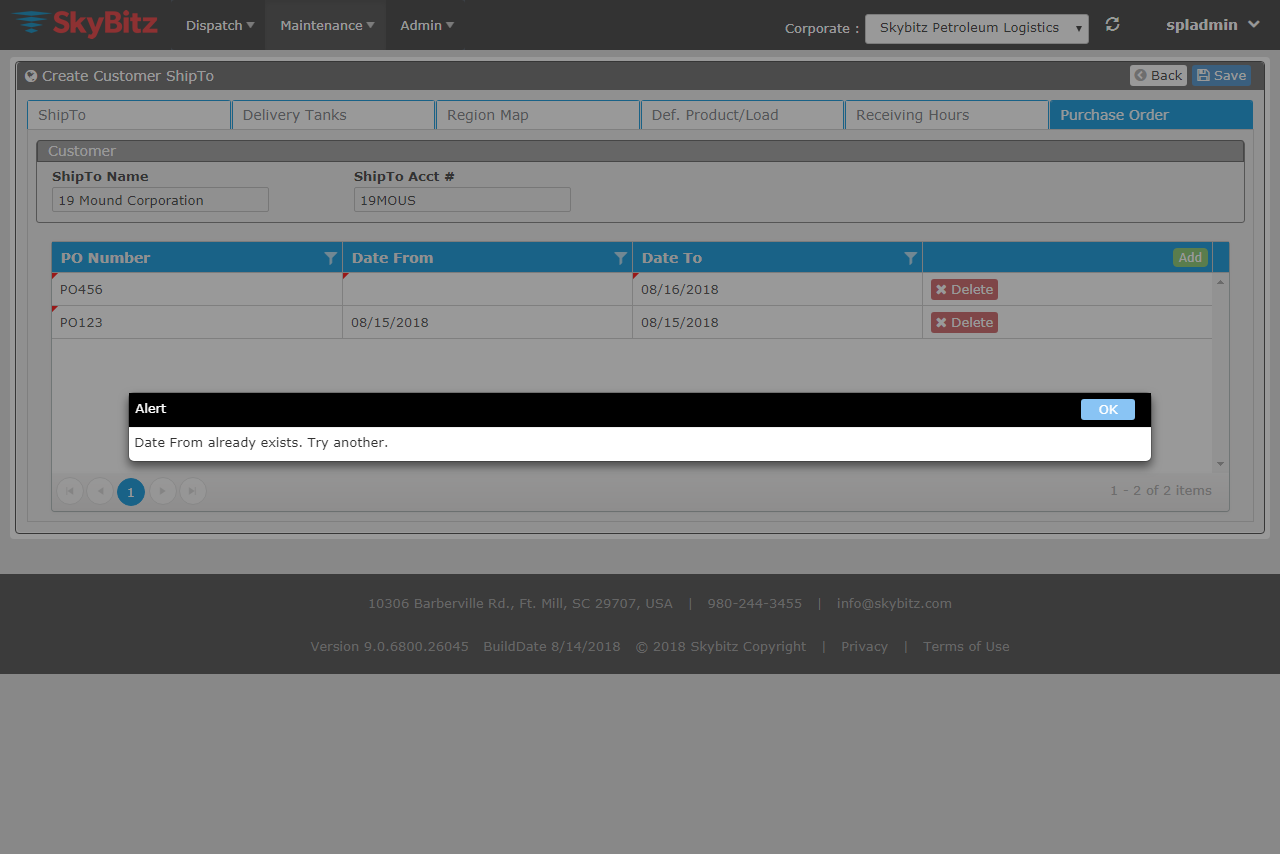 SkyBitz Dispatch Maintenance Admin Corporate : Skybitz Petroleum Logistics spladmin
Create Customer ShipTo Back Save
ShipTo Delivery Tanks Region Map Def. Product/Load Receiving Hours Purchase Order
Customer
ShipTo Name ShipTo Acct #
19 Mound Corporation 19MOUS
PO Number Date From Date To Add
PO456 08/16/2018 Delete
PO123 08/15/2018 08/15/2018 Delete
Alert OK
Date From already exists. Try another.
1 1 - 2 of 2 items
10306 Barberville Rd., Ft. Mill, SC 29707, USA | 980-244-3455 | info@skybitz.com
Version 9.0.6800.26045 BuildDate 8/14/2018 © 2018 Skybitz Copyright | Privacy | Terms of Use